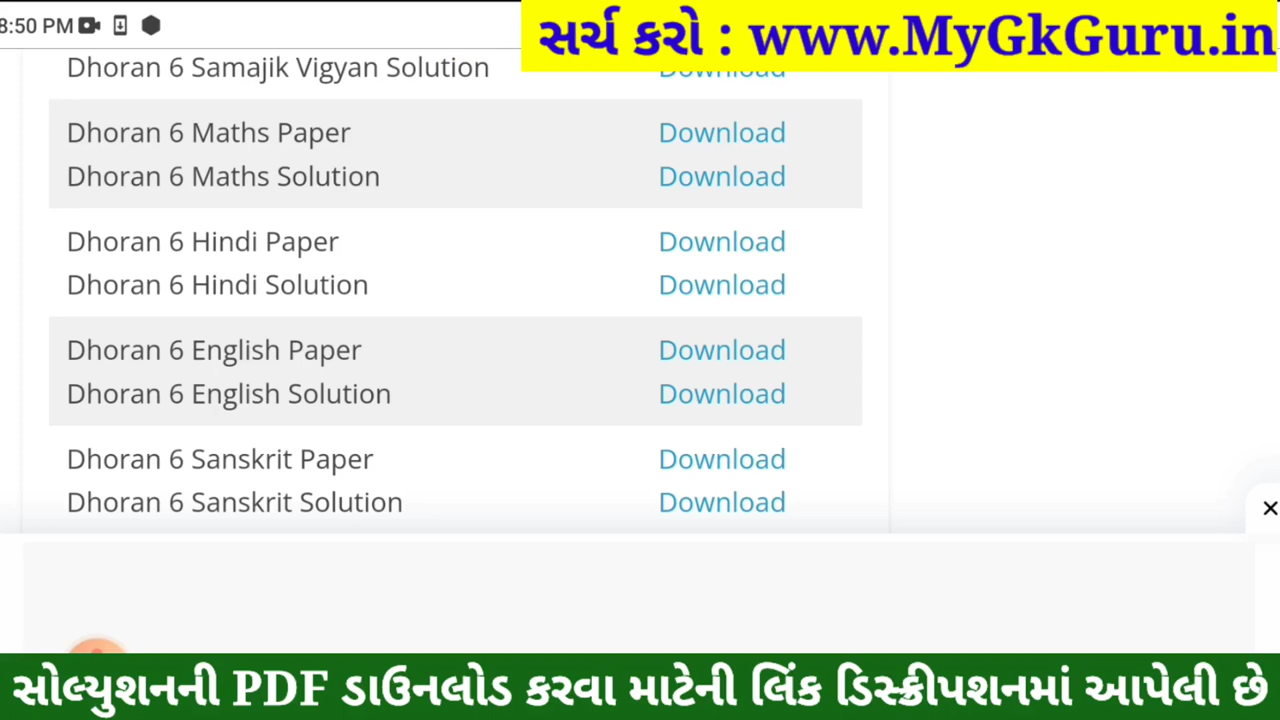 8:50 PM
સર્ચ કરો : www.MyGkGuru.in
Dhoran 6 Samajik Vigyan Solution Download
Dhoran 6 Maths Paper Download
Dhoran 6 Maths Solution Download
Dhoran 6 Hindi Paper Download
Dhoran 6 Hindi Solution Download
Dhoran 6 English Paper Download
Dhoran 6 English Solution Download
Dhoran 6 Sanskrit Paper Download
Dhoran 6 Sanskrit Solution Download
સોલ્યુશનની PDF ડાઉનલોડ કરવા માટેની લિંક ડિસ્ક્રીપશનમાં આપેલી છે